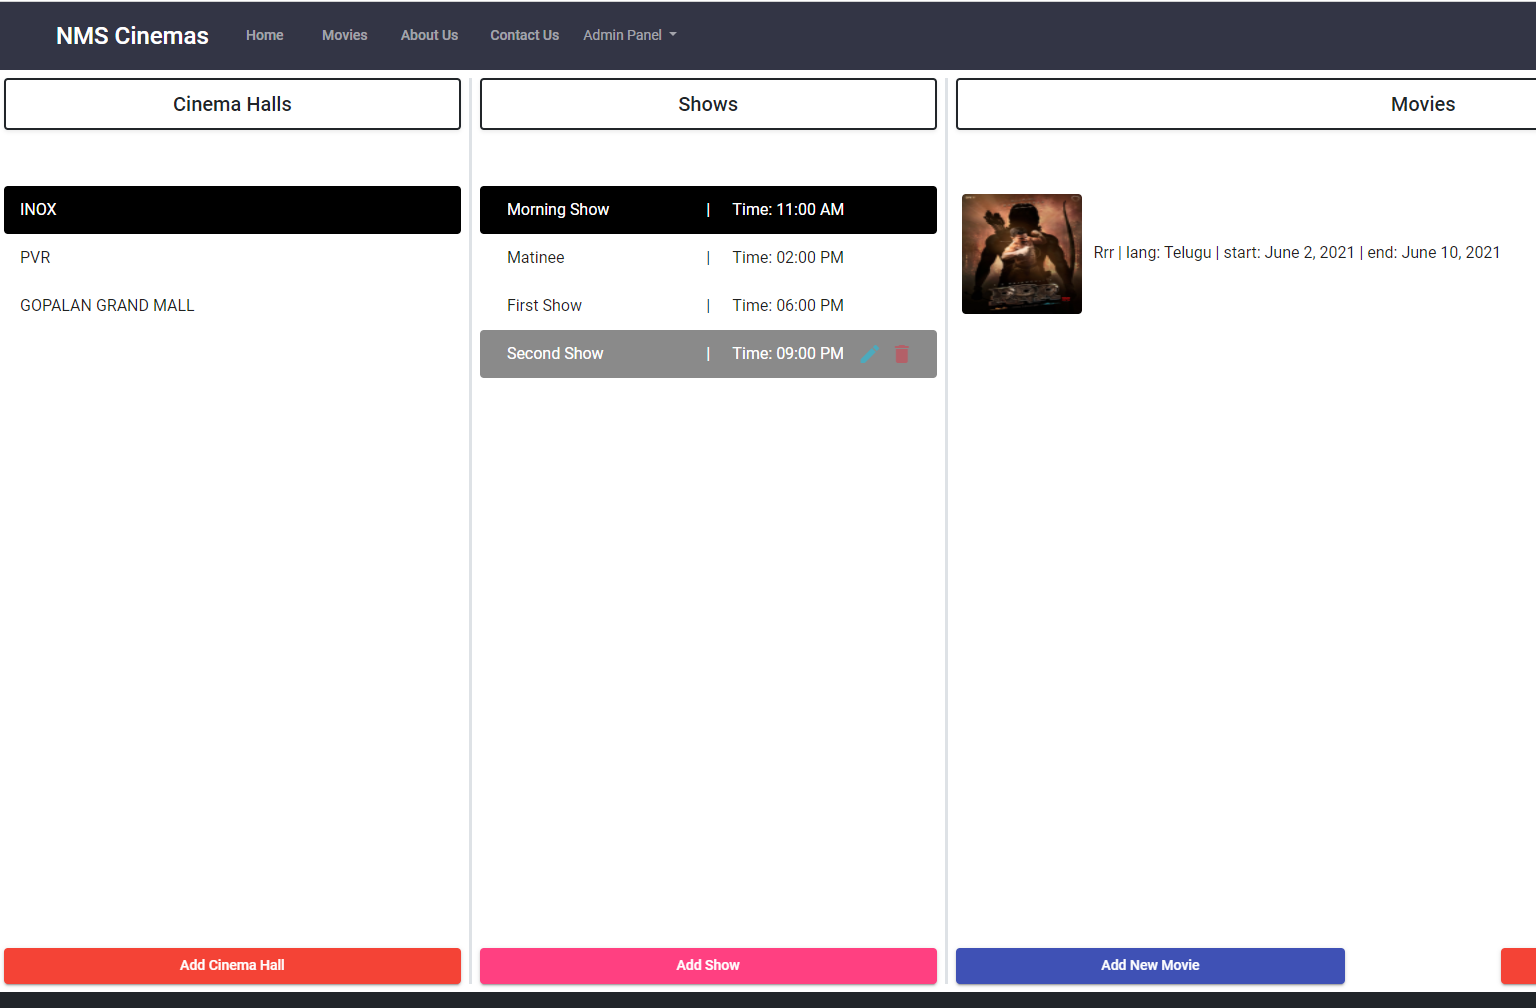 NMS Cinemas Home Movies About Us Contact Us Admin Panel
Cinema Halls
INOX
PVR
GOPALAN GRAND MALL
Add Cinema Hall
Shows
Morning Show | Time: 11:00 AM
Matinee | Time: 02:00 PM
First Show | Time: 06:00 PM
Second Show | Time: 09:00 PM
Add Show
Movies
Rrr | lang: Telugu | start: June 2, 2021 | end: June 10, 2021
Add New Movie